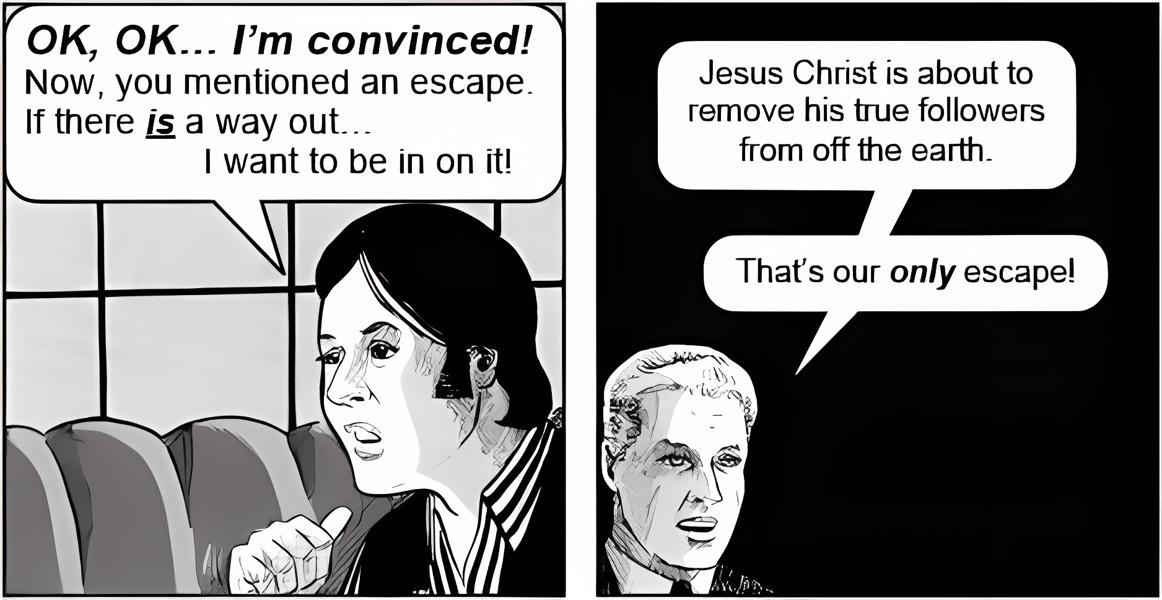 OK, OK... I'm convinced!
Now, you mentioned an escape.
If there is a way out...
I want to be in on it!
Jesus Christ is about to
remove his true followers
from off the earth.
That's our only escape!